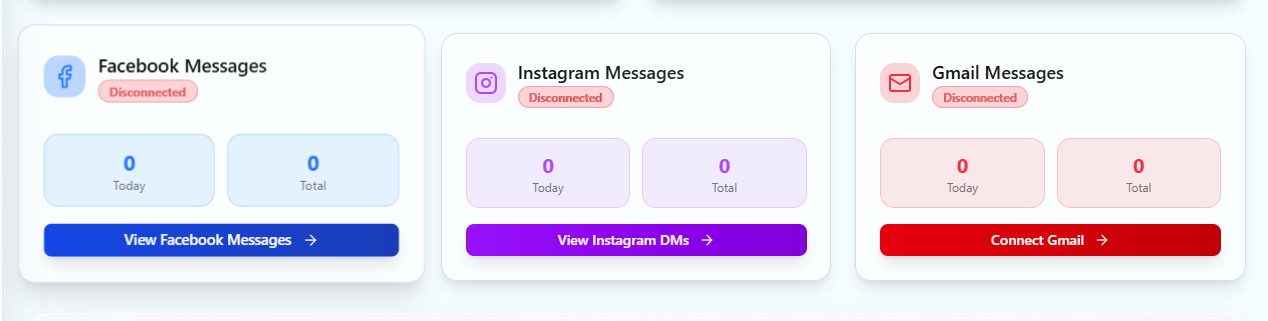 Facebook Messages
Disconnected
0
Today
0
Total
View Facebook Messages →
Instagram Messages
Disconnected
0
Today
0
Total
View Instagram DMs →
Gmail Messages
Disconnected
0
Today
0
Total
Connect Gmail →